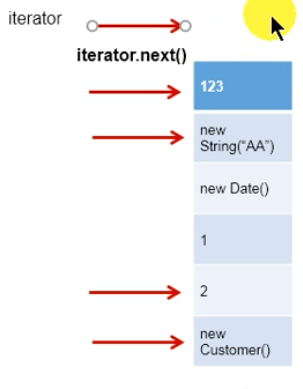 iterator
iterator.next()
123
new
String("AA")
new Date()
1
2
new
Customer()